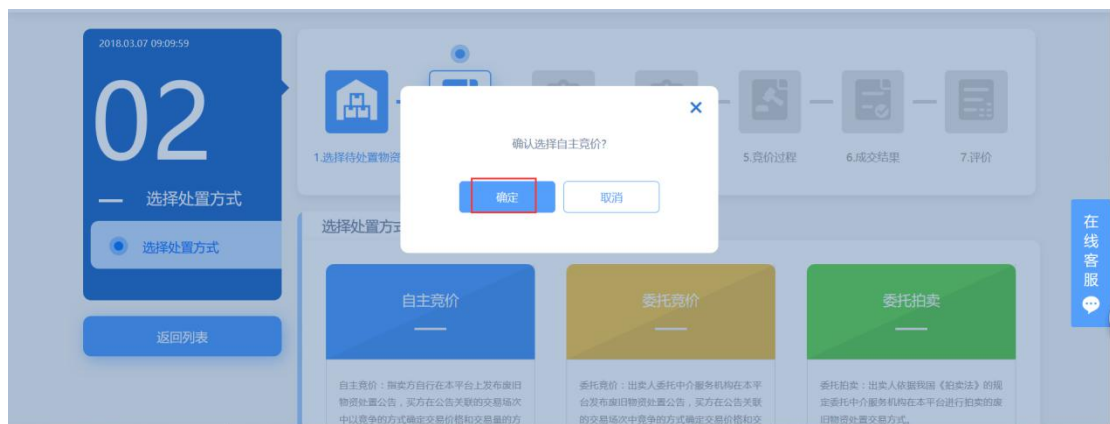 2018.03.07 09:09:59
02
选择处置方式
选择处置方式
返回列表
1.选择待处置物资
5.竞价过程
6.成交结果
7.评价
确认选择自主竞价?
确定
取消
选择处置方式
自主竞价
自主竞价：指卖方自行在本平台上发布废旧
物资处置公告，买方在公告关联的交易场次
中以竞争的方式确定交易价格和交易量的方
委托竞价
委托竞价：出卖人委托中介服务机构在本平
台发布废旧物资处置公告，买方在公告关联
的交易场次中竞争的方式确定交易价格和交
委托拍卖
委托拍卖：出卖人依据我国《拍卖法》的规
定委托中介服务机构在本平台进行拍卖的废
旧物资处置交易方式。
在线客服